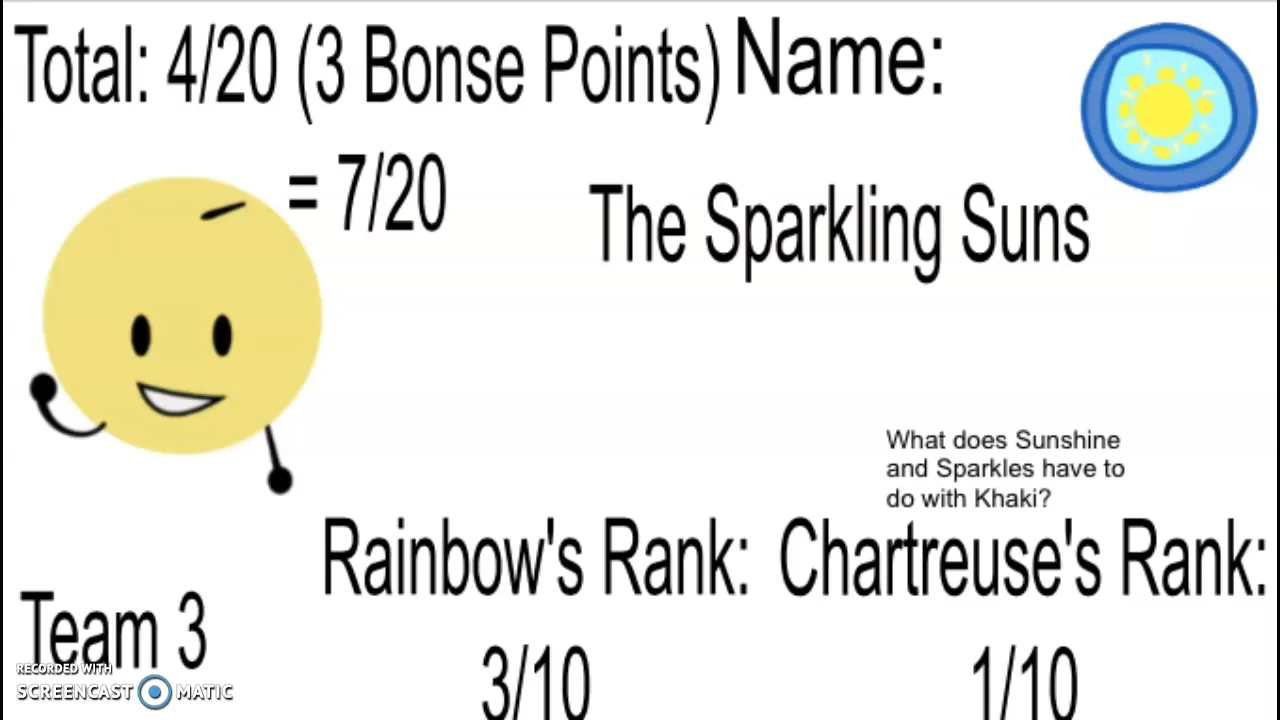 Total: 4/20 (3 Bonse Points)
= 7/20
Name:
The Sparkling Suns
What does Sunshine
and Sparkles have to
do with Khaki?
Rainbow's Rank:
3/10
Chartreuse's Rank:
1/10
Team 3
RECORDED WITH
SCREENCAST MATIC